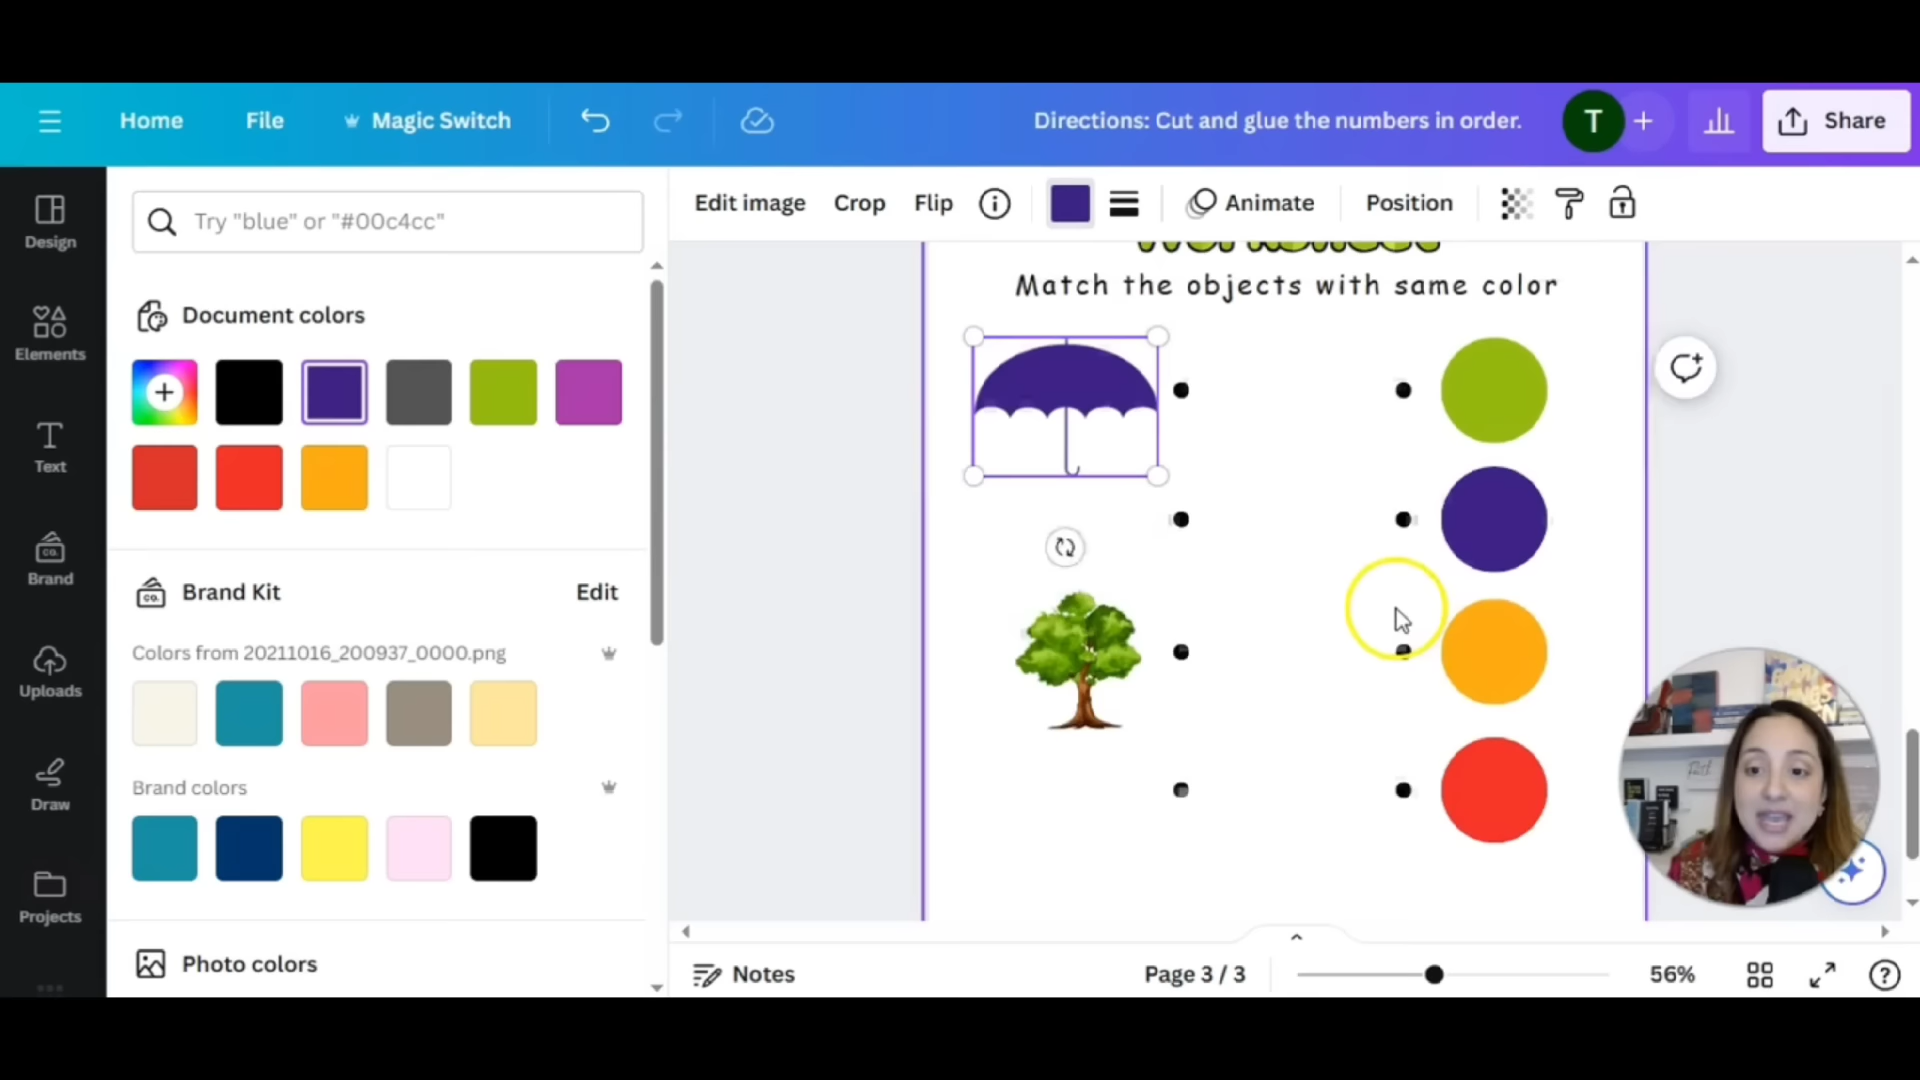 Home File Magic Switch Directions: Cut and glue the numbers in order. T + Share
Design
Elements
Text
Brand
Uploads
Draw
Projects
Try "blue" or "#00c4cc"
Document colors
Brand Kit Edit
Colors from 20211016_200937_0000.png
Brand colors
Photo colors
Edit image Crop Flip Animate Position
Match the objects with same color
Notes Page 3 / 3 56%